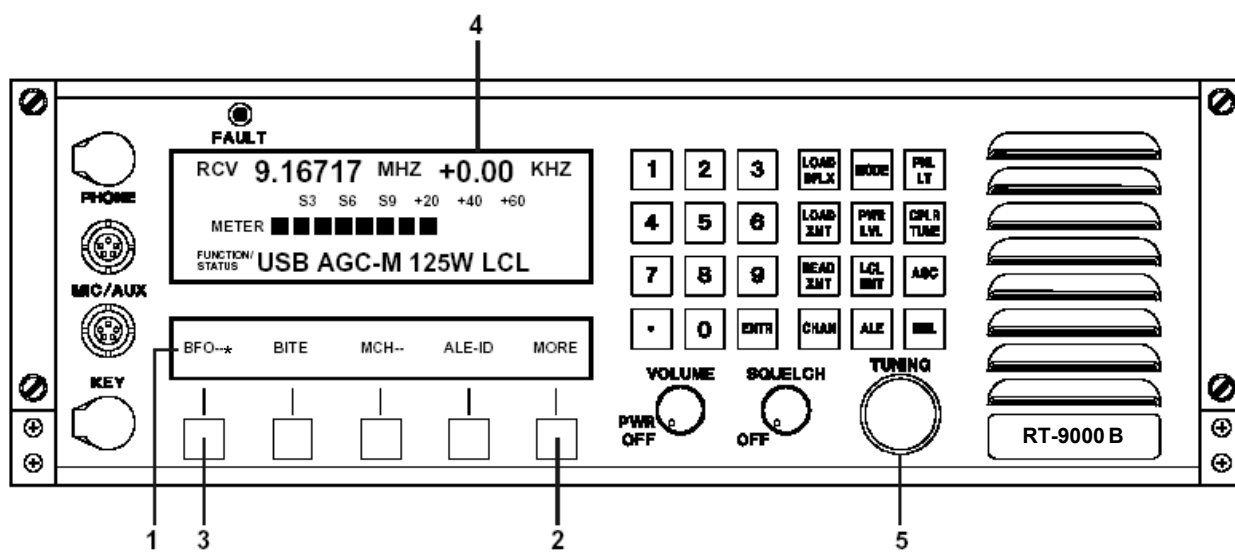 4
FAULT
RCV 9.16717 MHZ +0.00 KHZ
S3 S6 S9 +20 +40 +60
METER
FUNCTION/
STATUS USB AGC-M 125W LCL
PHONE
MIC/AUX
KEY
BFO--* BITE MCH-- ALE-ID MORE
1 2 3 LOAD MODE PNL
LT
4 5 6 LOAD
XMT PWR
LVL CPLR
TUNE
7 8 9 READ
XMT LCL
RMT
. 0 ENTR CHAN ALE
VOLUME SQUELCH TUNING
PWR
OFF OFF
RT-9000 B
1 3 2 5